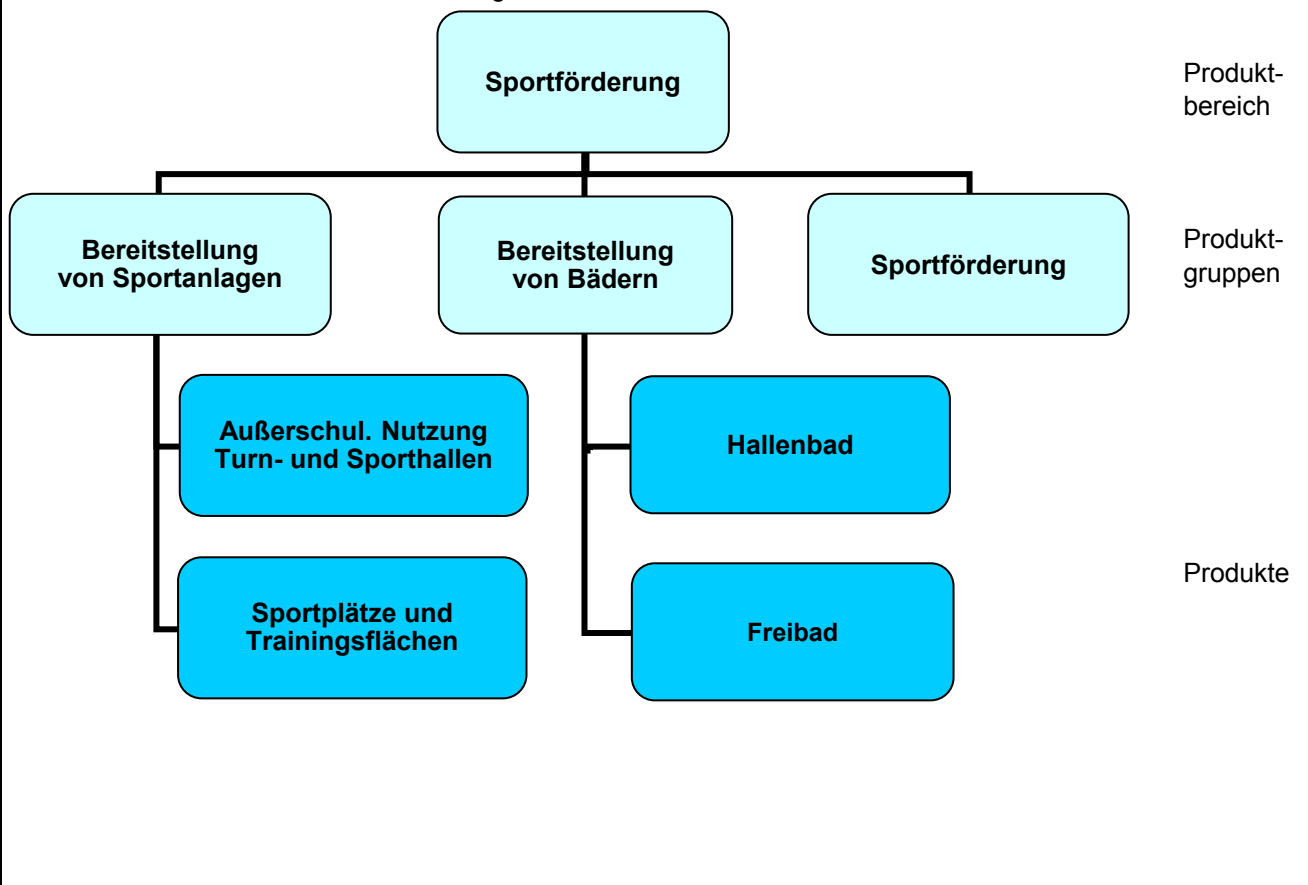 Sportförderung
Produkt-
bereich
Bereitstellung
von Sportanlagen
Bereitstellung
von Bädern
Sportförderung
Produkt-
gruppen
Außerschul. Nutzung
Turn- und Sporthallen
Hallenbad
Sportplätze und
Trainingsflächen
Freibad
Produkte